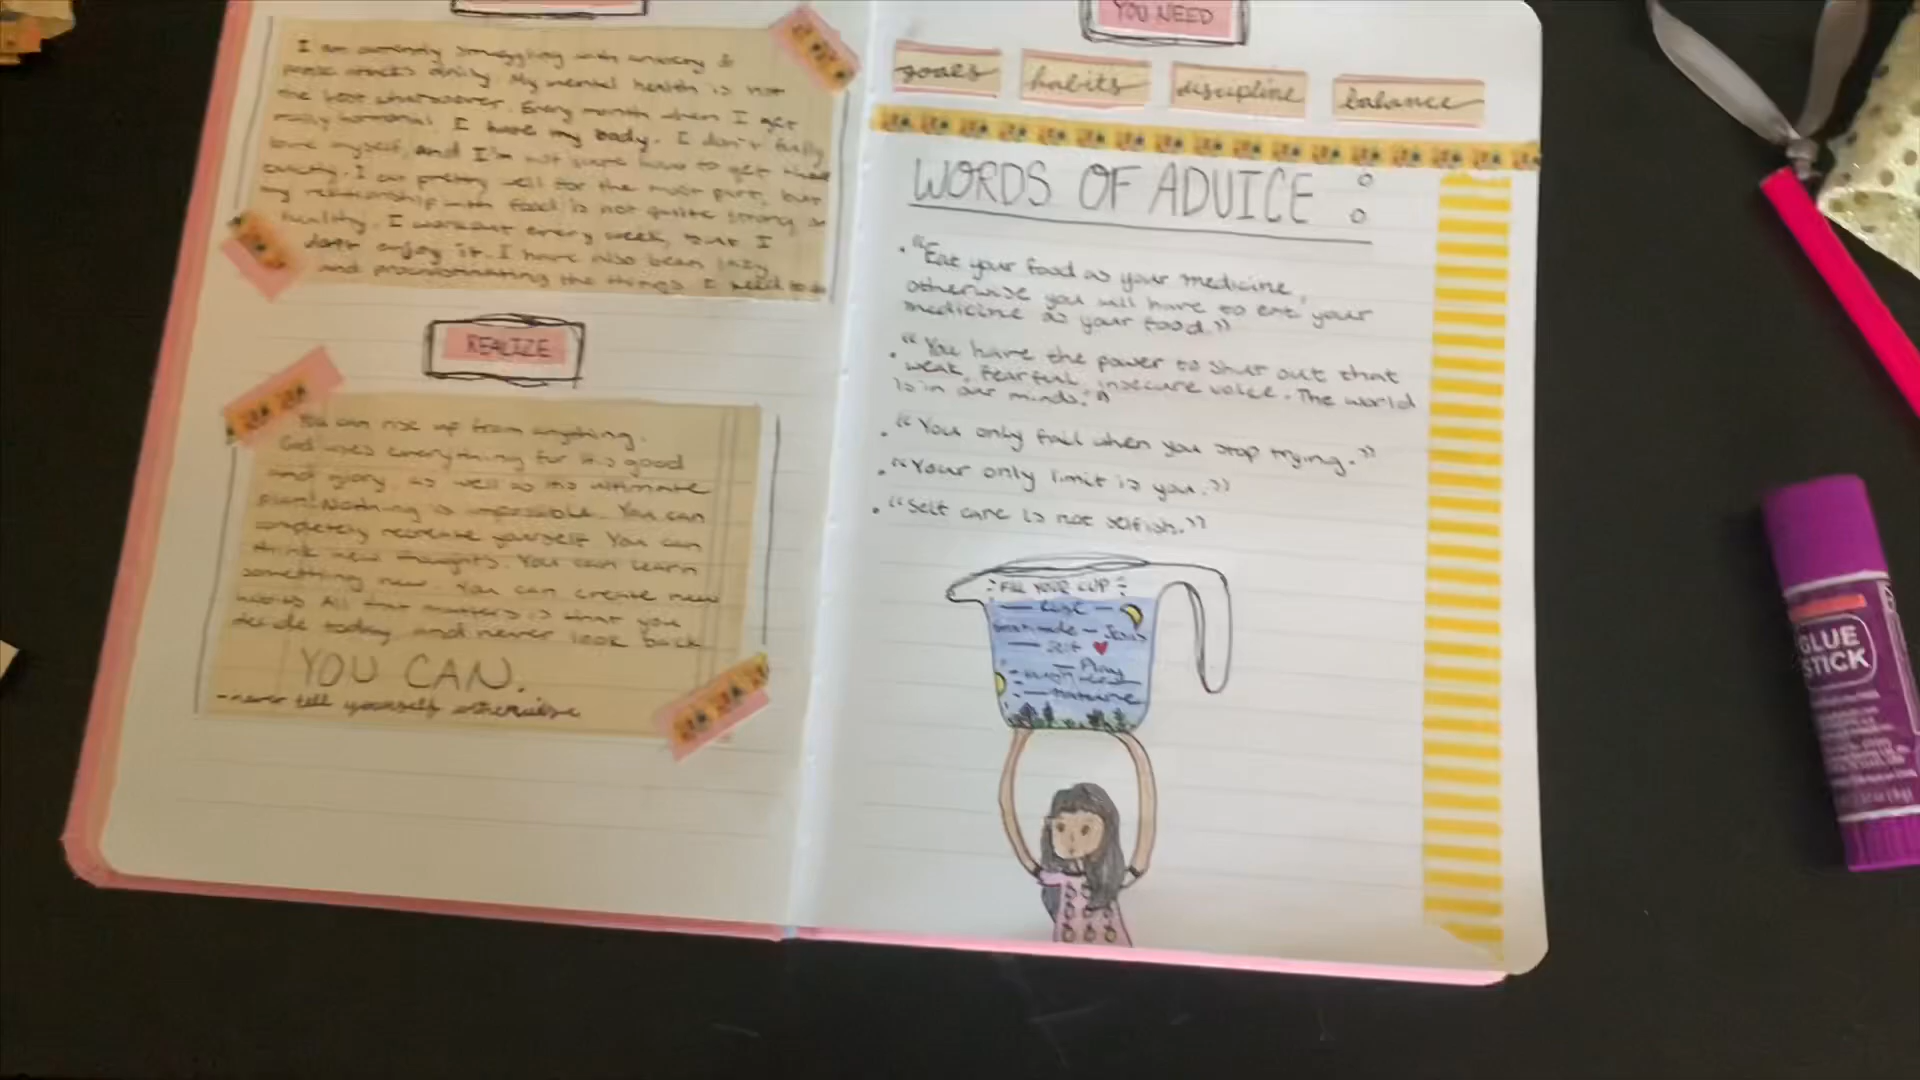 I am currently struggling with anxiety &
panic attacks daily. My mental health is not
the best whatsoever. Every month when I get
really hormonal I hate my body. I don't fully
love myself, and I'm not sure how to get there
exactly. I eat pretty well for the most part, but
my relationship with food is not quite strong or
healthy. I workout every week, but I
don't enjoy it. I have also been lazy
and procrastinating the things I need to do
REALIZE
You can rise up from anything.
God uses everything for his good
and glory, as well as his ultimate
plan! Nothing is impossible. You can
completely recreate yourself. You can
think new thoughts. You can learn
something new. You can create new
habits. All that matters is that you
decide today and never look back
YOU CAN.
- never tell yourself otherwise
YOU NEED
goals habits discipline balance
WORDS OF ADVICE :
• "Eat your food as your medicine,
otherwise you will have to eat your
medicine as your food."
• "You have the power to shut out that
weak, fearful, insecure voice. The world
is in our minds."
• "You only fail when you stop trying."
• "Your only limit is you."
• "Self care is not selfish."
FILL YOUR CUP
Jesus
self
Play
nature
GLUE
STICK